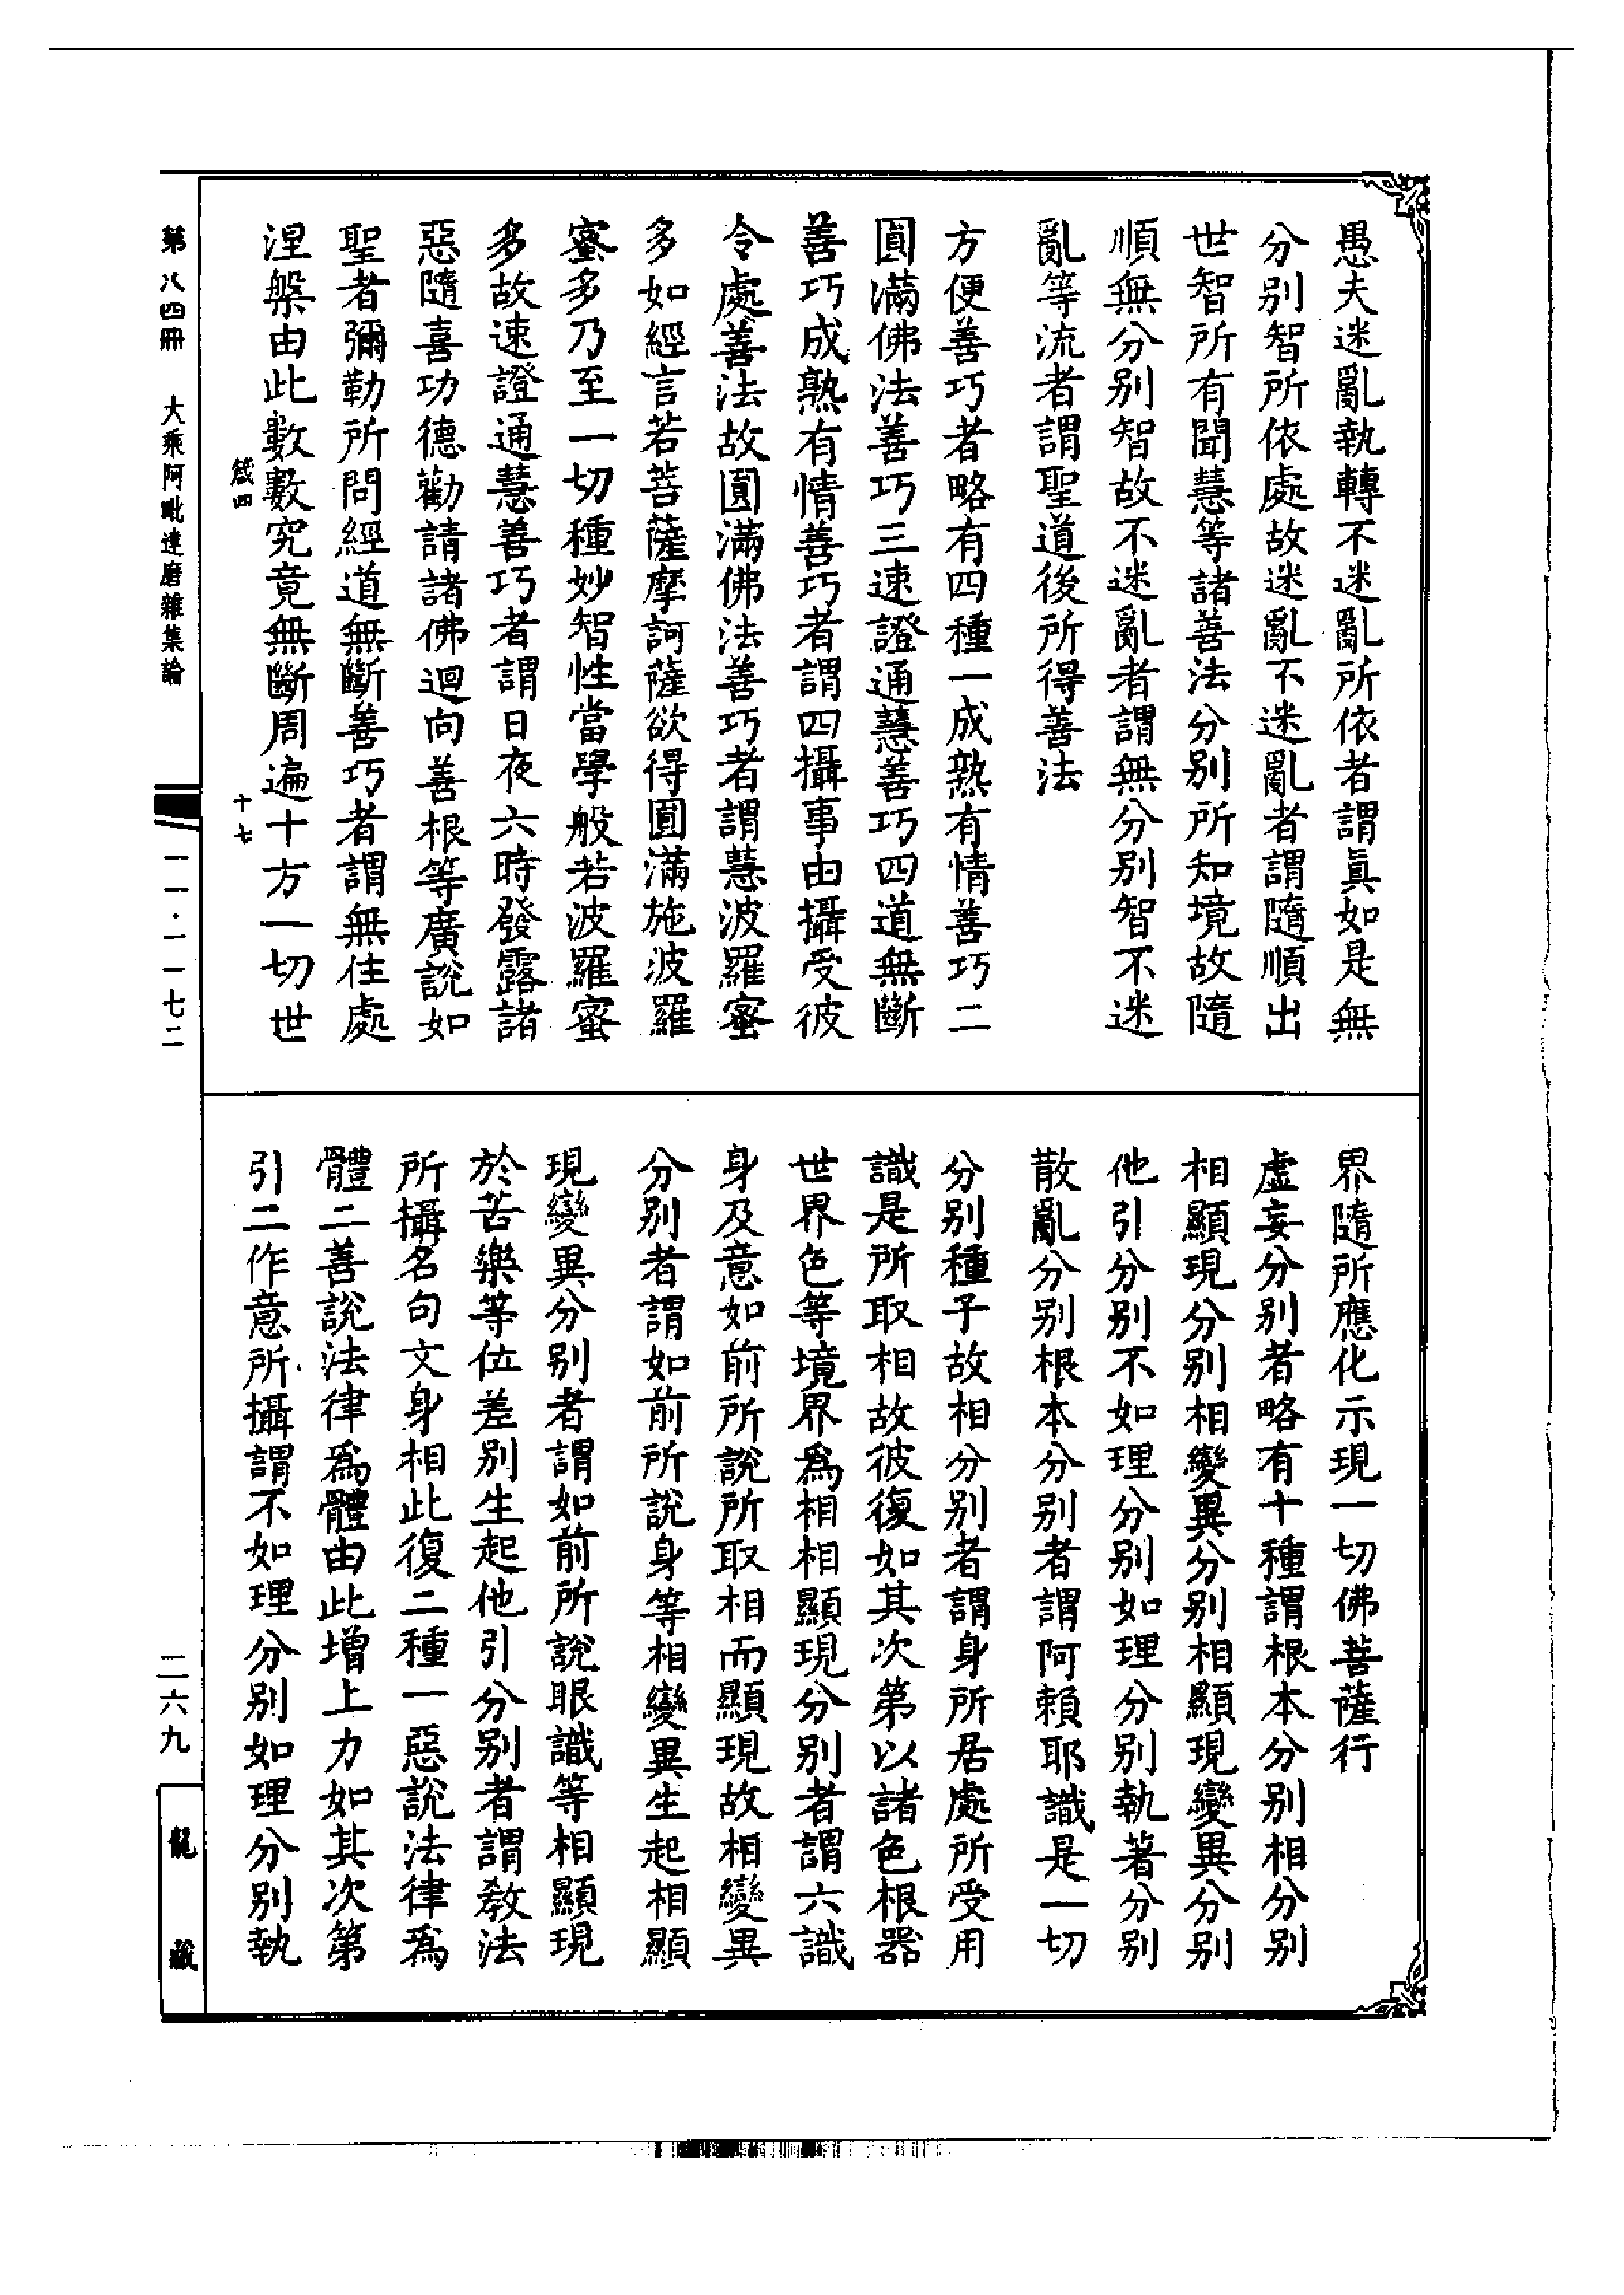 愚夫迷亂執轉不迷亂所依者謂眞如是無
分別智所依處故迷亂不迷亂者謂隨順出
世智所有聞慧等諸善法分別所知境故隨
順無分別智故不迷亂者謂無分別智不迷
亂等流者謂聖道後所得善法
方便善巧者略有四種一成熟有情善巧二
圓滿佛法善巧三速證通慧善巧四道無斷
善巧成熟有情善巧者謂四攝事由攝受彼
令處善法故圓滿佛法善巧者謂慧波羅蜜
多如經言若菩薩摩訶薩欲得圓滿施波羅
蜜多乃至一切種妙智性當學般若波羅蜜
多故速證通慧善巧者謂日夜六時發露諸
惡隨喜功德勸請諸佛迴向善根等廣說如
聖者彌勒所問經道無斷善巧者謂無住處
涅槃由此數數究竟無斷周遍十方一切世
十七
界隨所應化示現一切佛菩薩行
虛妄分別者略有十種謂根本分別相分別
相顯現分別相變異分別相顯現變異分別
他引分別不如理分別如理分別執著分別
散亂分別根本分別者謂阿賴耶識是一切
分別種子故相分別者謂身所居處所受用
識是所取相故彼復如其次第以諸色根器
世界色等境界爲相相顯現分別者謂六識
身及意如前所說所取相而顯現故相變異
分別者謂如前所說身等相變異生起相顯
現變異分別者謂如前所說眼識等相顯現
於苦樂等位差別生起他引分別者謂教法
所攝名句文身相此復二種一惡說法律爲
體二善說法律爲體由此增上力如其次第
引二作意所攝謂不如理分別如理分別執
第八四冊 大乘阿毗達磨雜集論
一一·一一七二
二六九
龍藏